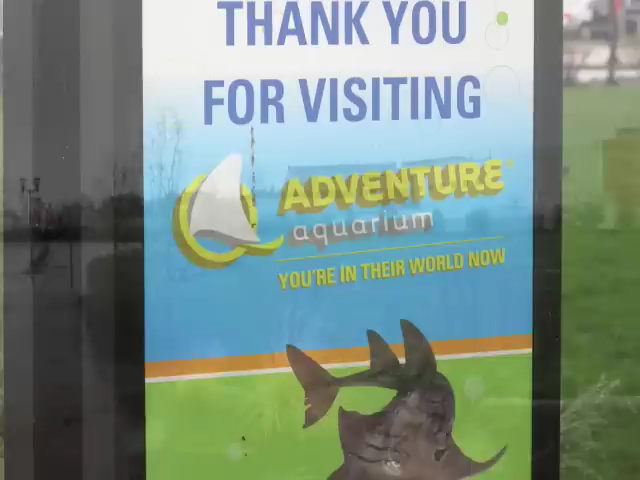 THANK YOU
FOR VISITING
ADVENTURE
aquarium
YOU'RE IN THEIR WORLD NOW